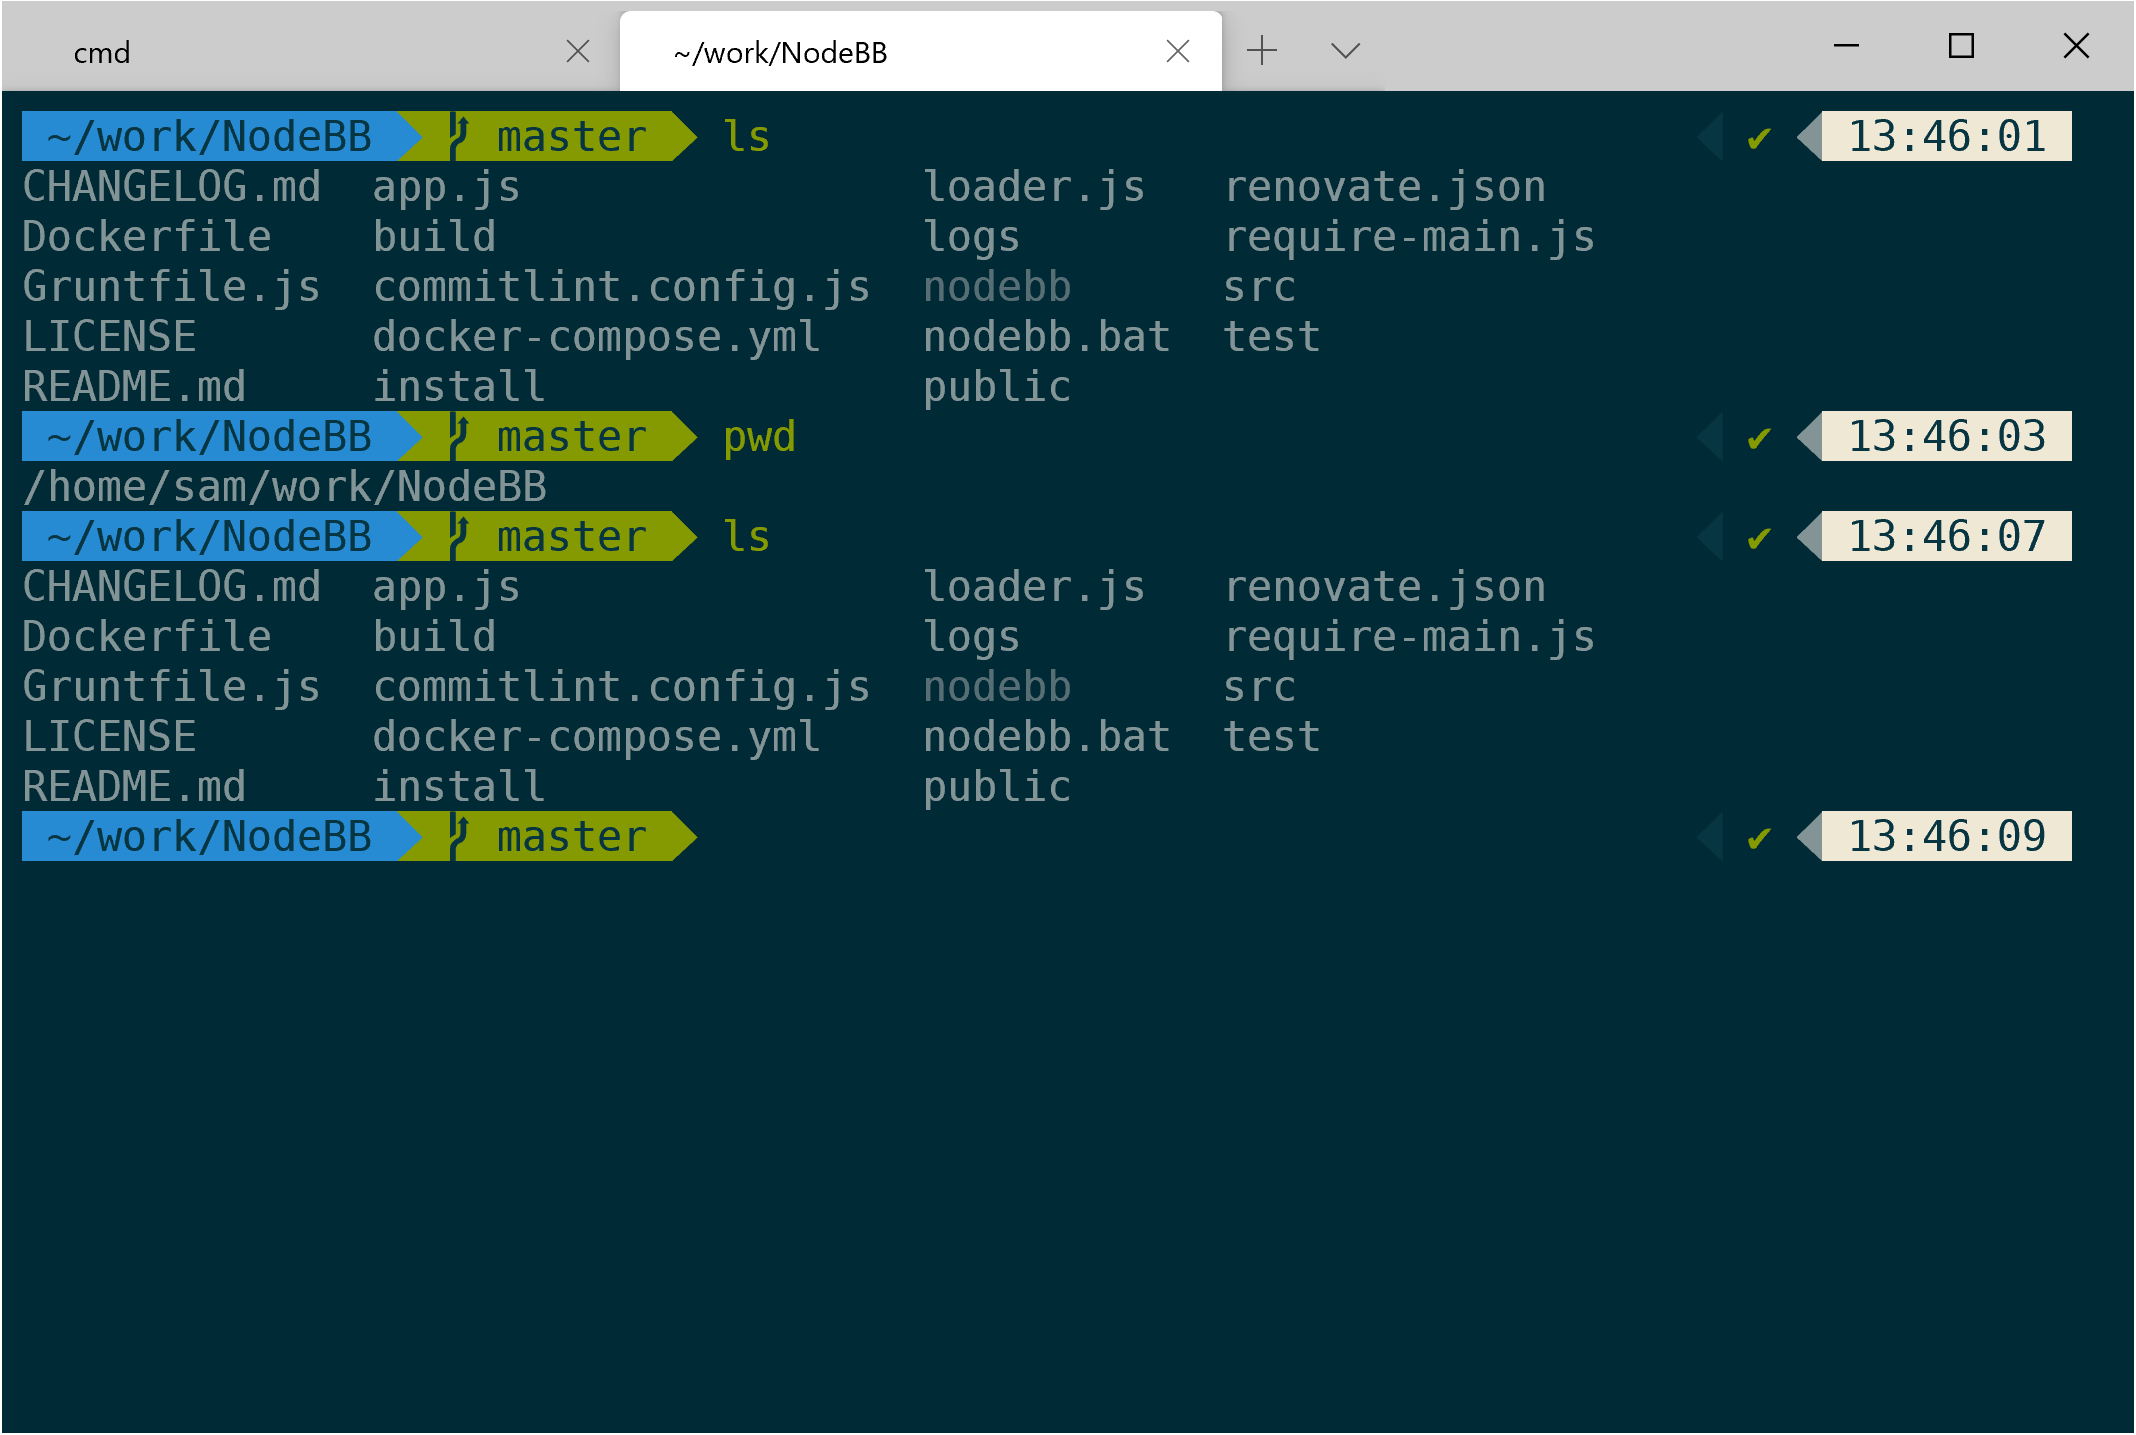 cmd ~/work/NodeBB
~/work/NodeBB master ls ✔ 13:46:01
CHANGELOG.md app.js loader.js renovate.json
Dockerfile build logs require-main.js
Gruntfile.js commitlint.config.js nodebb src
LICENSE docker-compose.yml nodebb.bat test
README.md install public
~/work/NodeBB master pwd ✔ 13:46:03
/home/sam/work/NodeBB
~/work/NodeBB master ls ✔ 13:46:07
CHANGELOG.md app.js loader.js renovate.json
Dockerfile build logs require-main.js
Gruntfile.js commitlint.config.js nodebb src
LICENSE docker-compose.yml nodebb.bat test
README.md install public
~/work/NodeBB master ✔ 13:46:09